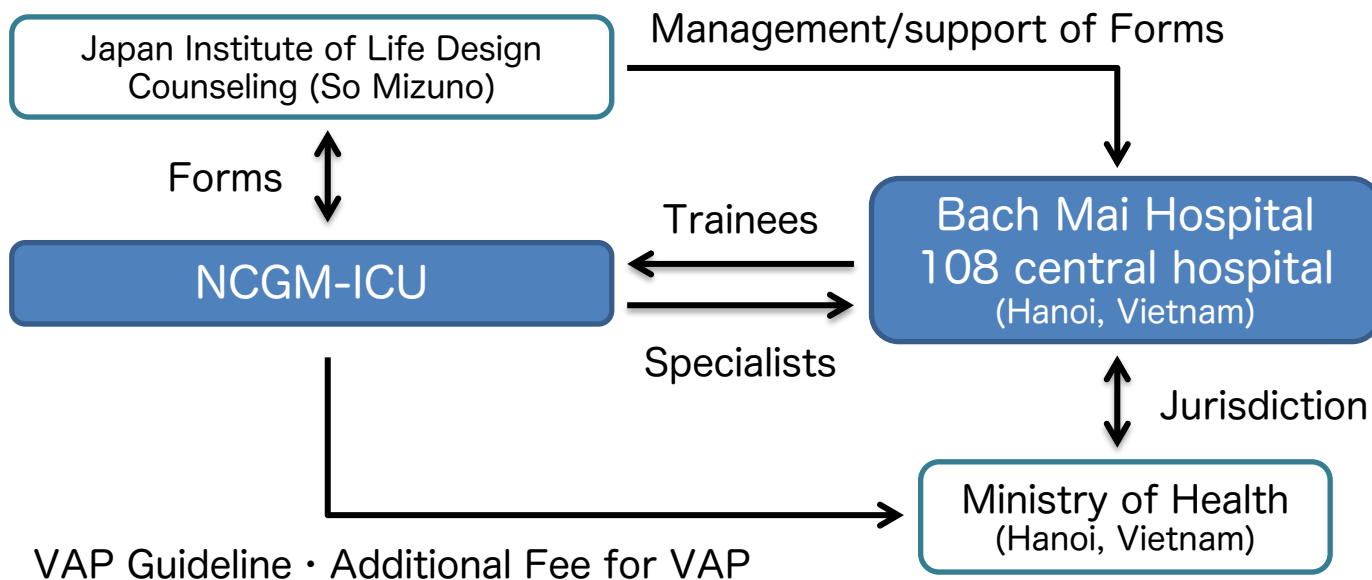 Japan Institute of Life Design
Counseling (So Mizuno)
Management/support of Forms
Forms
NCGM-ICU
Trainees
Specialists
Bach Mai Hospital
108 central hospital
(Hanoi, Vietnam)
Jurisdiction
Ministry of Health
(Hanoi, Vietnam)
VAP Guideline・Additional Fee for VAP